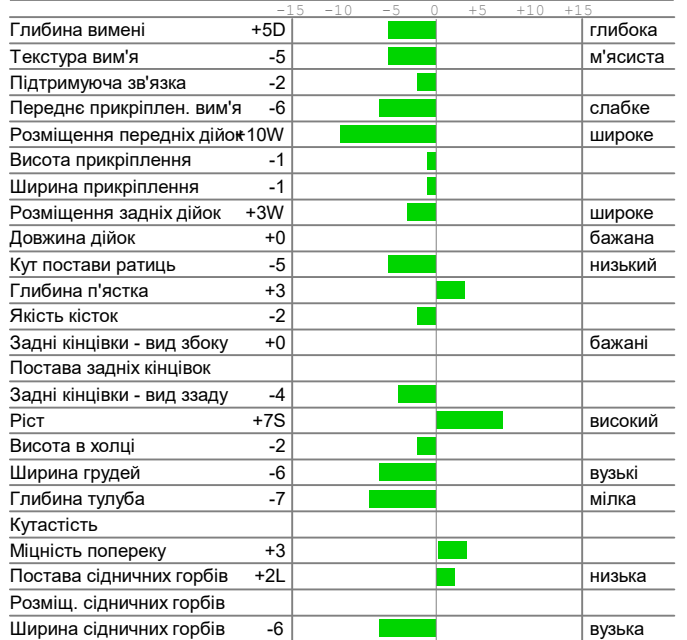 -15 -10 -5 0 +5 +10 +15
Глибина вимені +5D глибока
Текстура вим'я -5 м'ясиста
Підтримуюча зв'язка -2
Переднє прикріплен. вим'я -6 слабке
Розміщення передніх дійок+10W широке
Висота прикріплення -1
Ширина прикріплення -1
Розміщення задніх дійок +3W широке
Довжина дійок +0 бажана
Кут постави ратиць -5 низький
Глибина п'ястка +3
Якість кісток -2
Задні кінцівки - вид збоку +0 бажані
Постава задніх кінцівок
Задні кінцівки - вид ззаду -4
Ріст +7S високий
Висота в холці -2
Ширина грудей -6 вузькі
Глибина тулуба -7 мілка
Кутастість
Міцність попереку +3
Постава сідничних горбів +2L низька
Розміщ. сідничних горбів
Ширина сідничних горбів -6 вузька